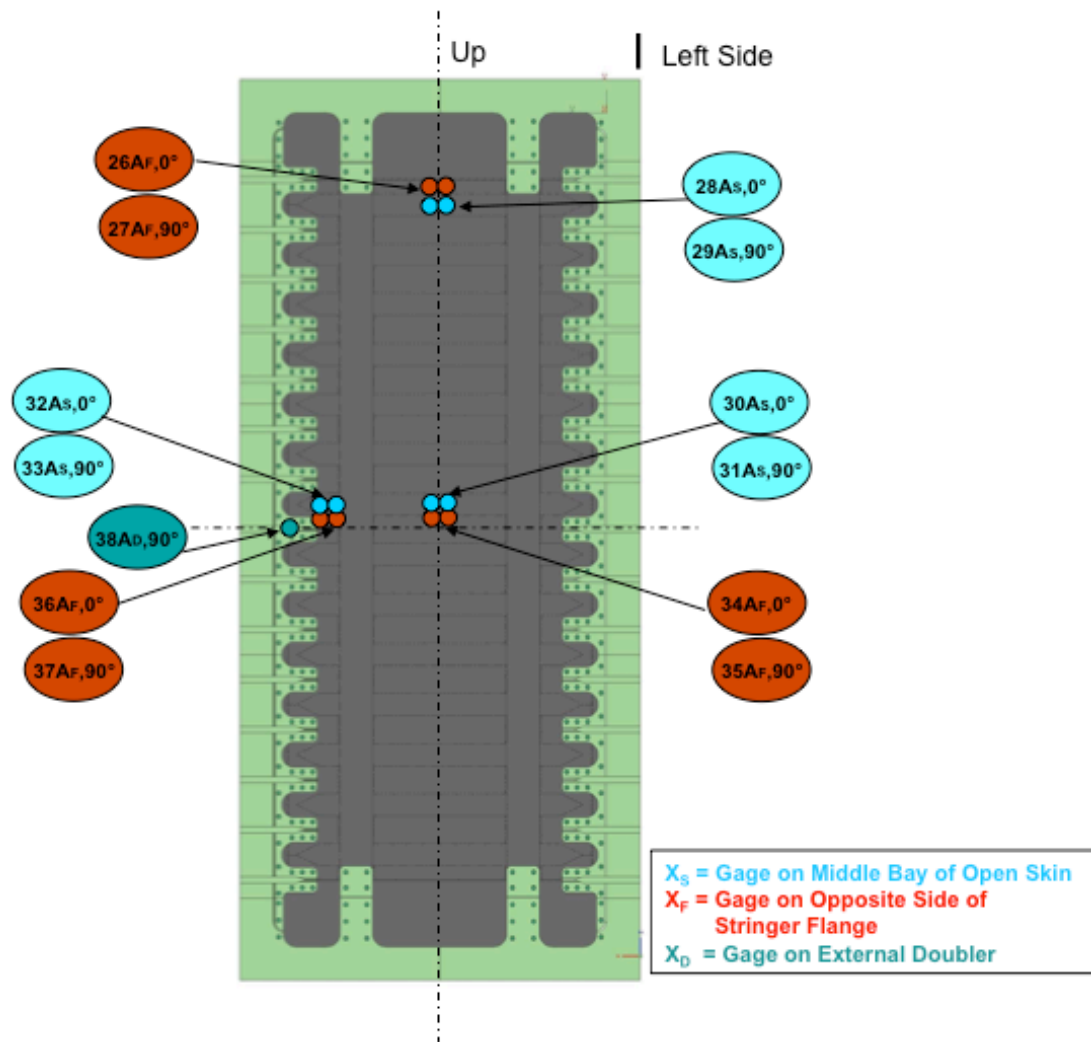 Up
Left Side
26AF,0°
27AF,90°
28AS,0°
29AS,90°
32AS,0°
33AS,90°
30AS,0°
31AS,90°
38AD,90°
36AF,0°
37AF,90°
34AF,0°
35AF,90°
XS = Gage on Middle Bay of Open Skin
XF = Gage on Opposite Side of
Stringer Flange
XD = Gage on External Doubler